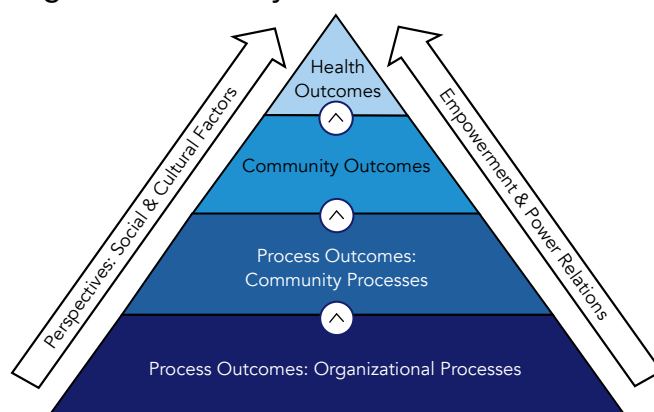 Health
Outcomes
Community Outcomes
Process Outcomes:
Community Processes
Process Outcomes: Organizational Processes
Perspectives: Social & Cultural Factors
Empowerment & Power Relations